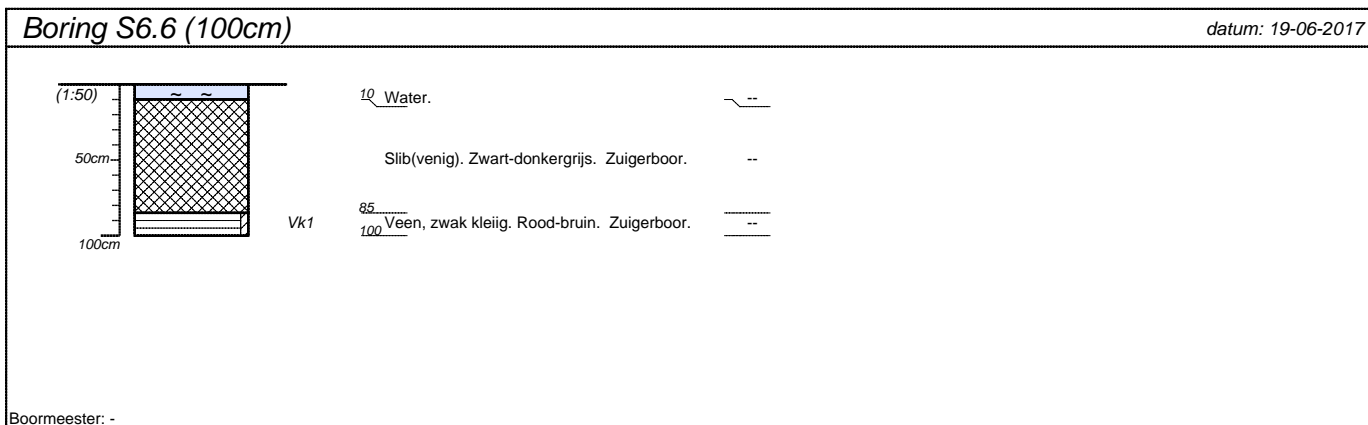 Boring S6.6 (100cm) datum: 19-06-2017
(1:50) ~ ~ 10 Water. --
50cm Slib(venig). Zwart-donkergrijs. Zuigerboor. --
85
Vk1 100 Veen, zwak kleiig. Rood-bruin. Zuigerboor. --
100cm
Boormeester: -